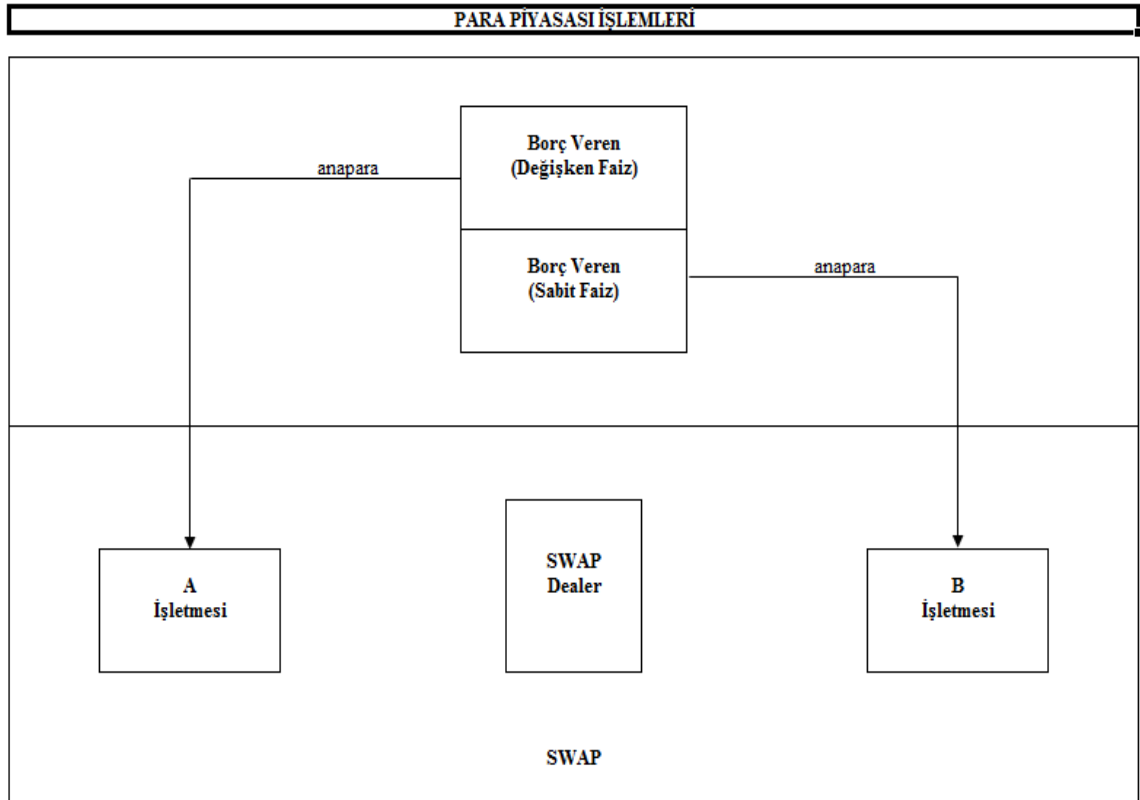 PARA PİYASASI İŞLEMLERİ
Borç Veren
(Değişken Faiz)
anapara
Borç Veren
(Sabit Faiz)
anapara
A
İşletmesi
SWAP
Dealer
B
İşletmesi
SWAP